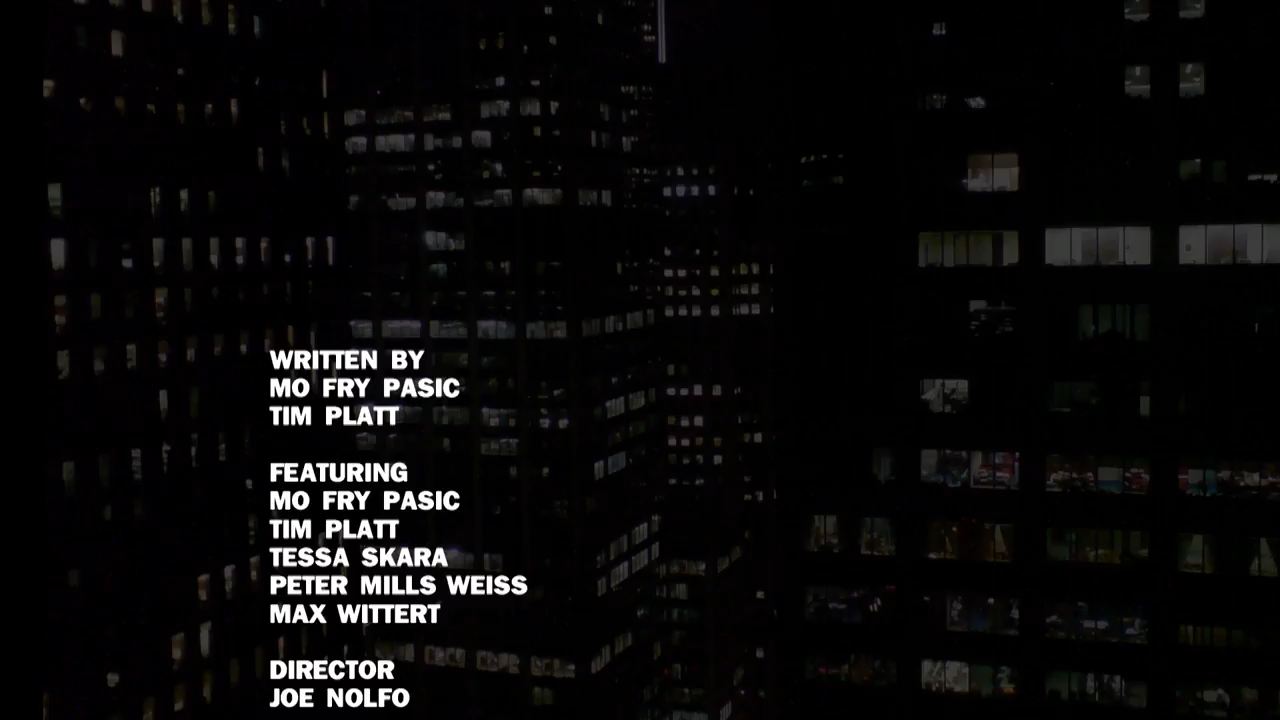 WRITTEN BY
MO FRY PASIC
TIM PLATT
FEATURING
MO FRY PASIC
TIM PLATT
TESSA SKARA
PETER MILLS WEISS
MAX WITTERT
DIRECTOR
JOE NOLFO